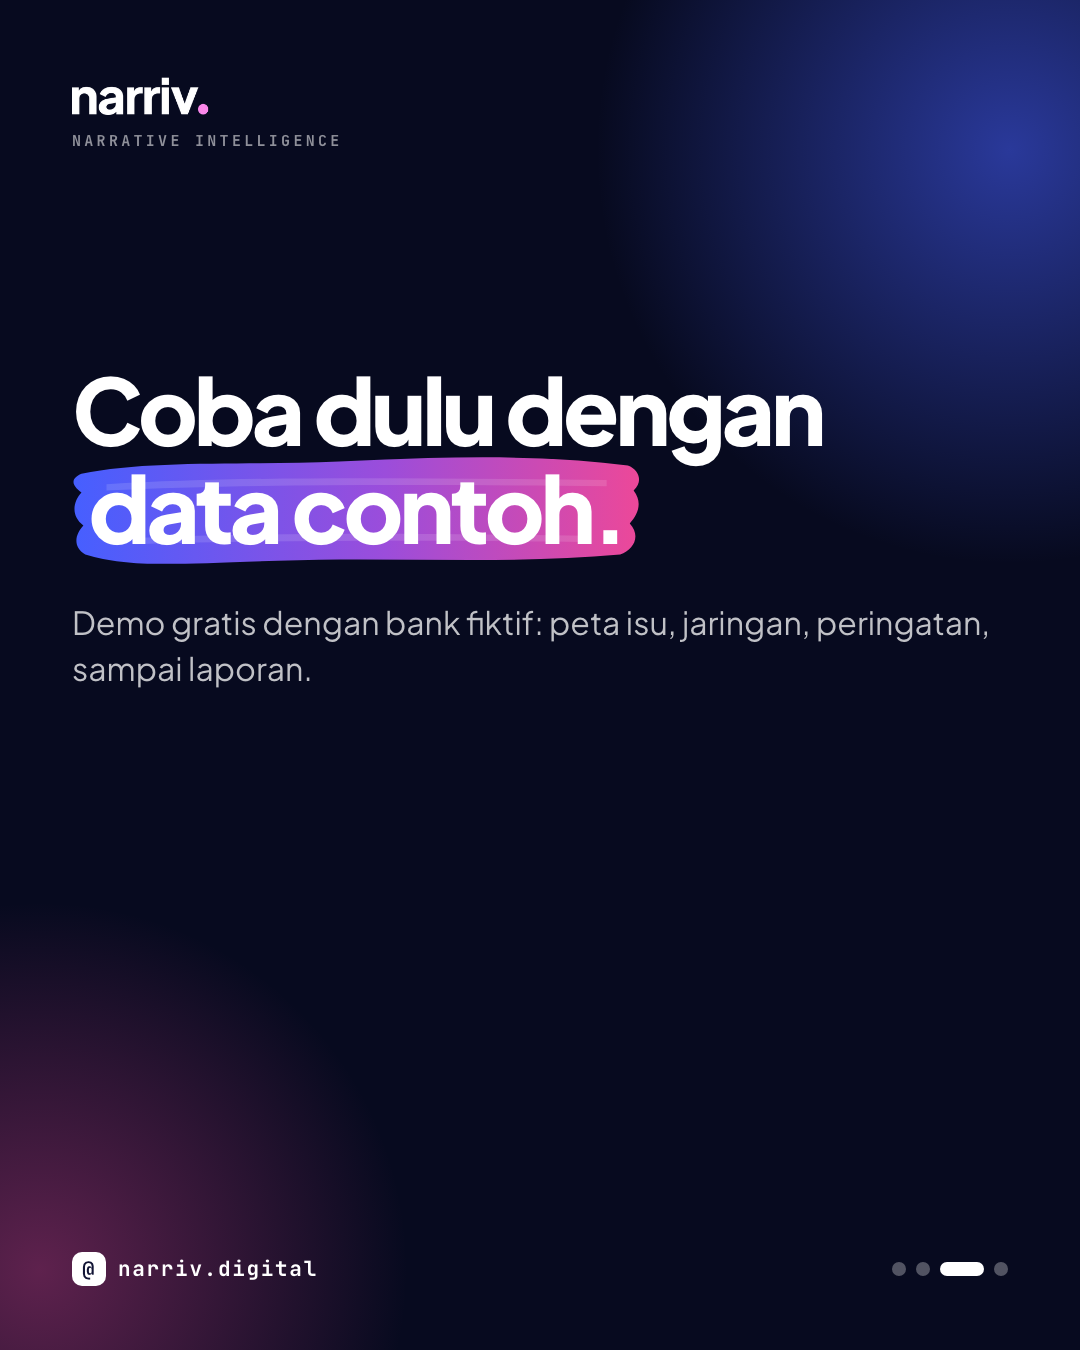 narriv.
NARRATIVE INTELLIGENCE
Coba dulu dengan
data contoh.
Demo gratis dengan bank fiktif: peta isu, jaringan, peringatan,
sampai laporan.
@ narriv.digital